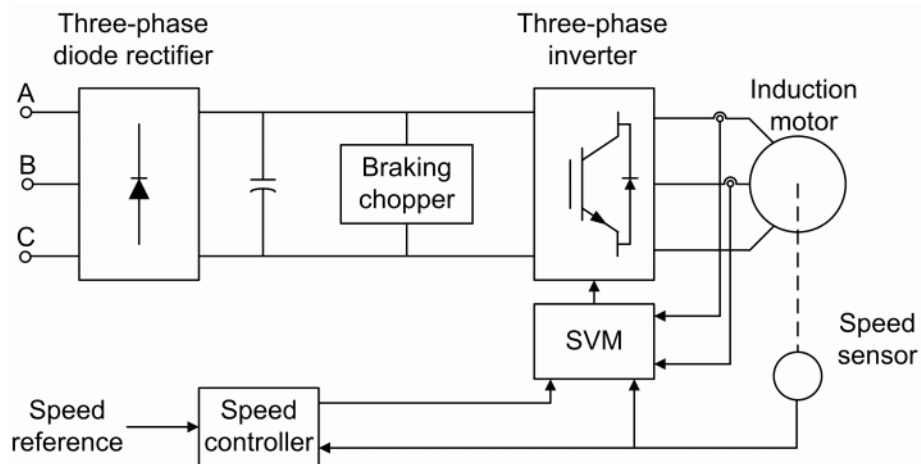 Three-phase
diode rectifier
Three-phase
inverter
A
B
C
Braking
chopper
Induction
motor
SVM
Speed
sensor
Speed
reference
Speed
controller